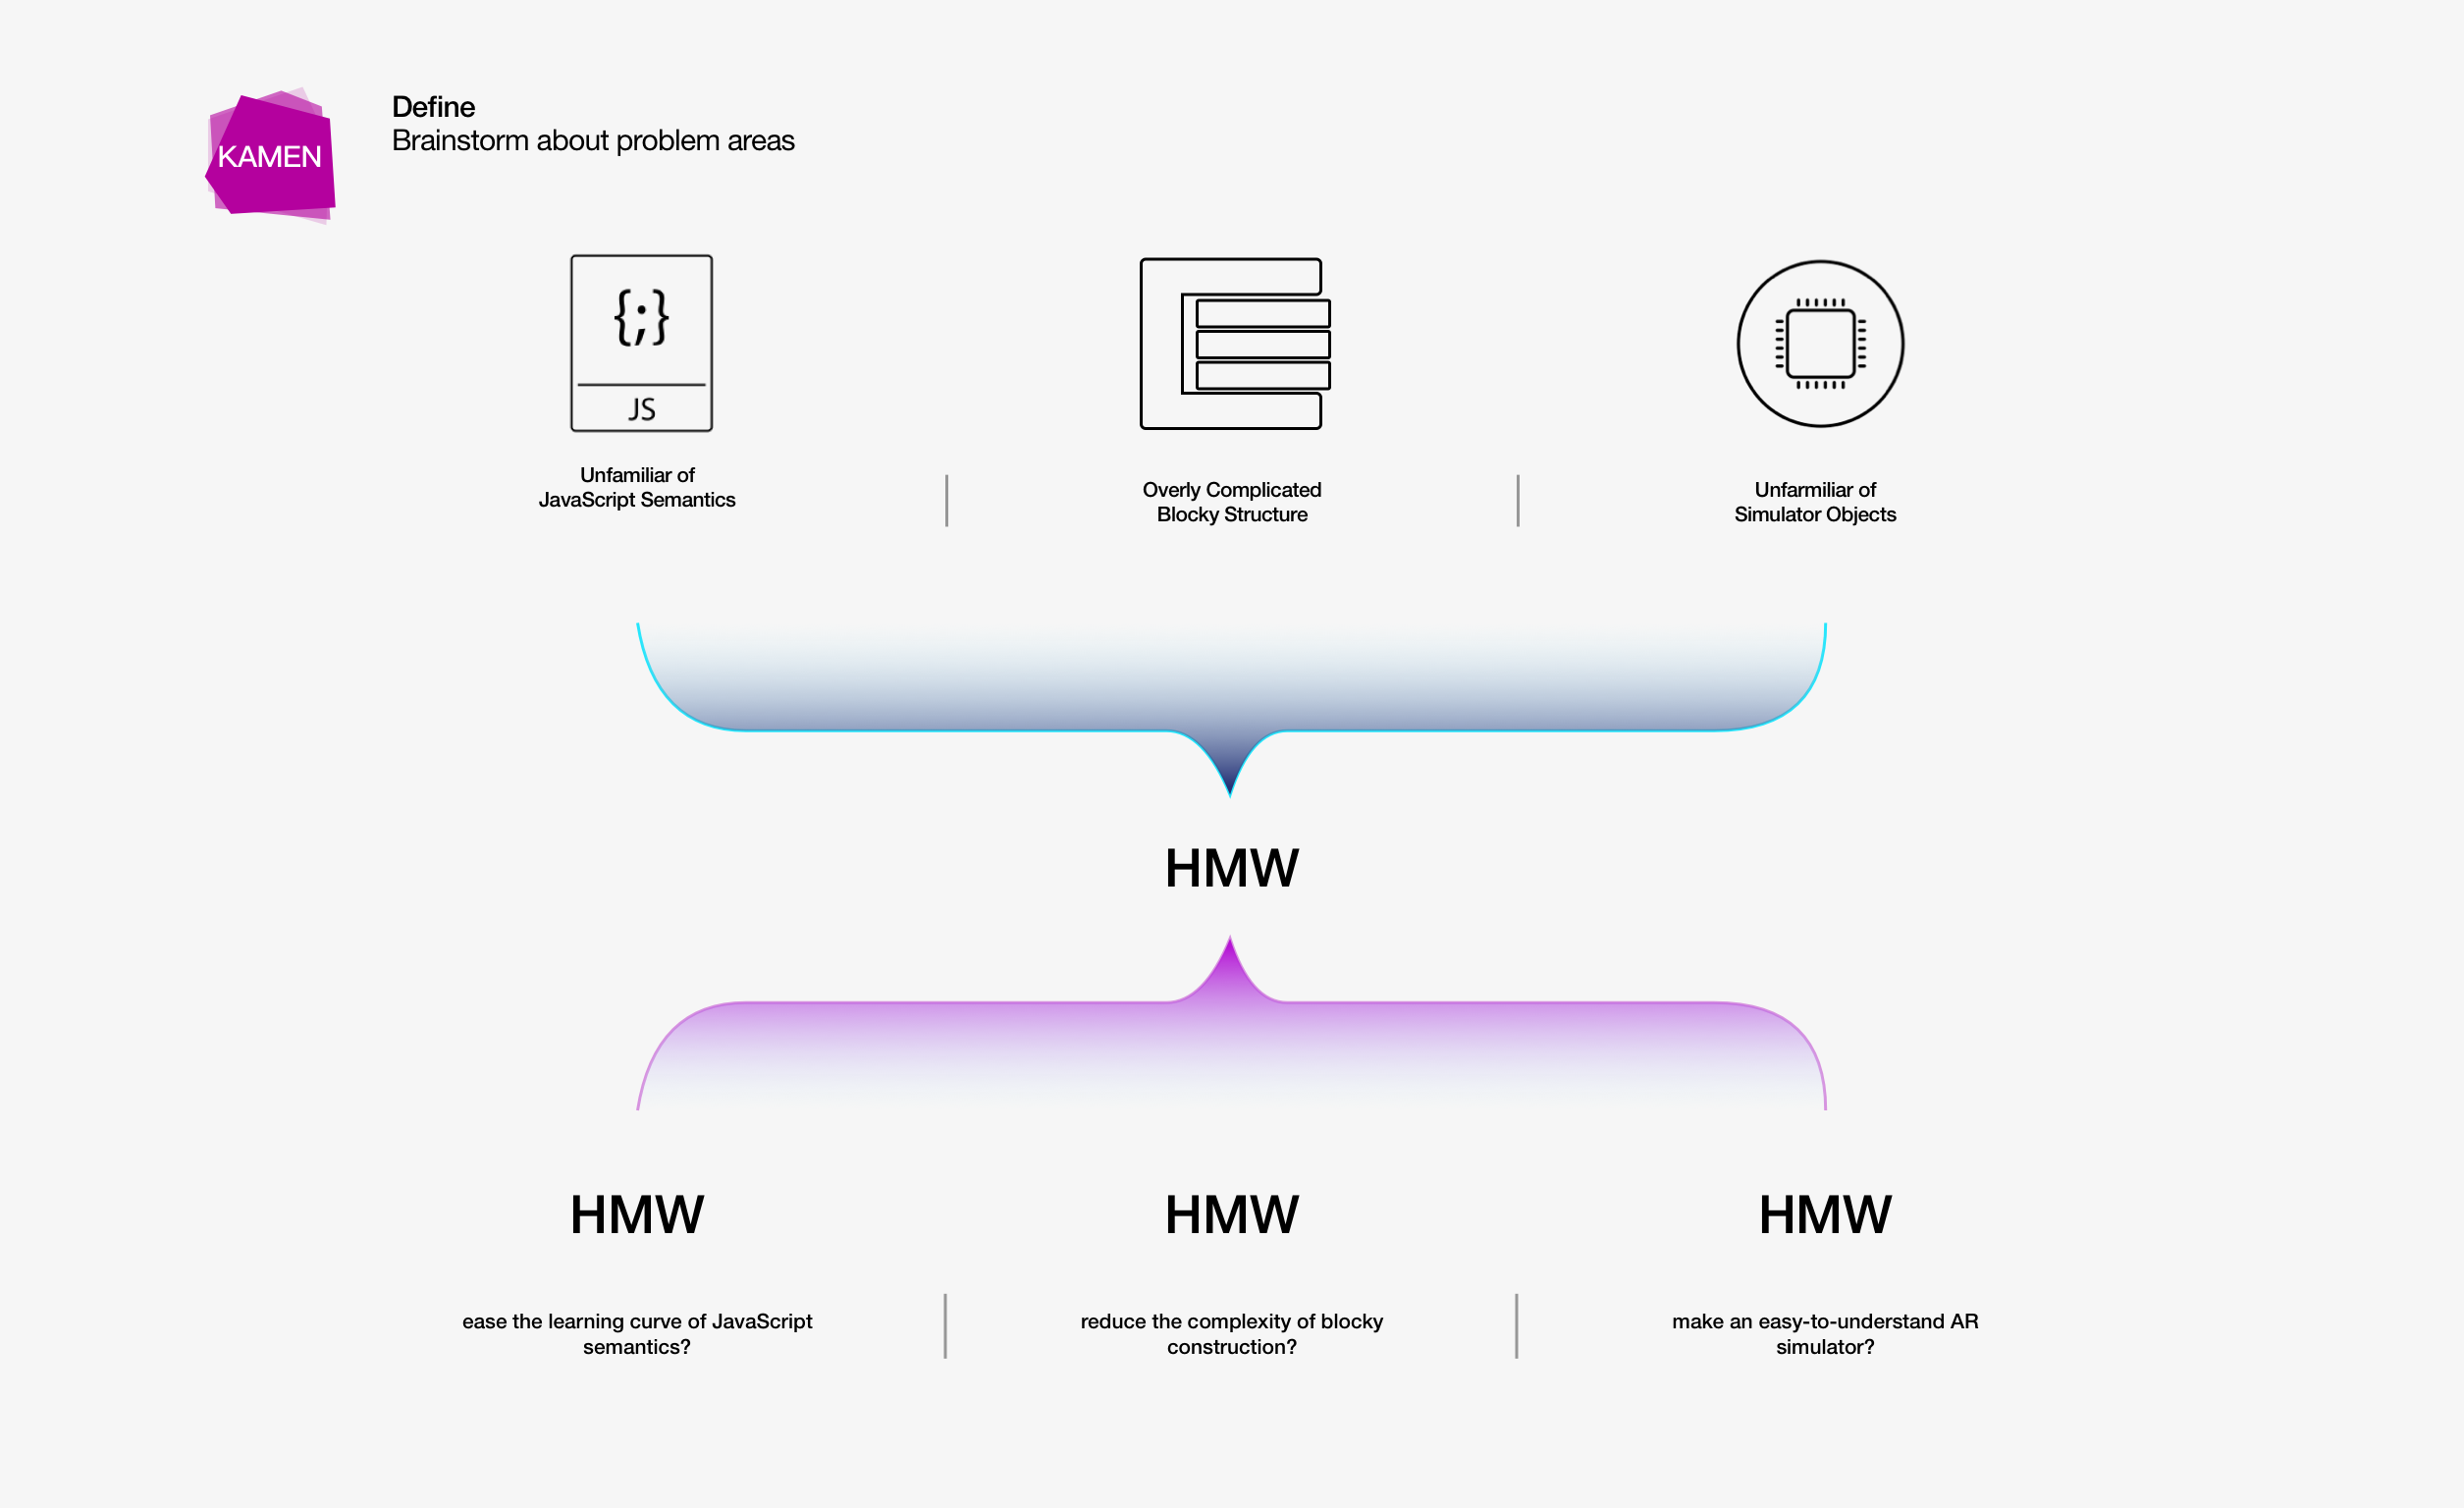 KAMEN
Define
Brainstorm about problem areas
{;}
JS
Unfamiliar of
JavaScript Semantics
Overly Complicated
Blocky Structure
Unfarmiliar of
Simulator Objects
HMW
HMW
HMW
HMW
ease the learning curve of JavaScript
semantics?
reduce the complexity of blocky
construction?
make an easy-to-understand AR
simulator?